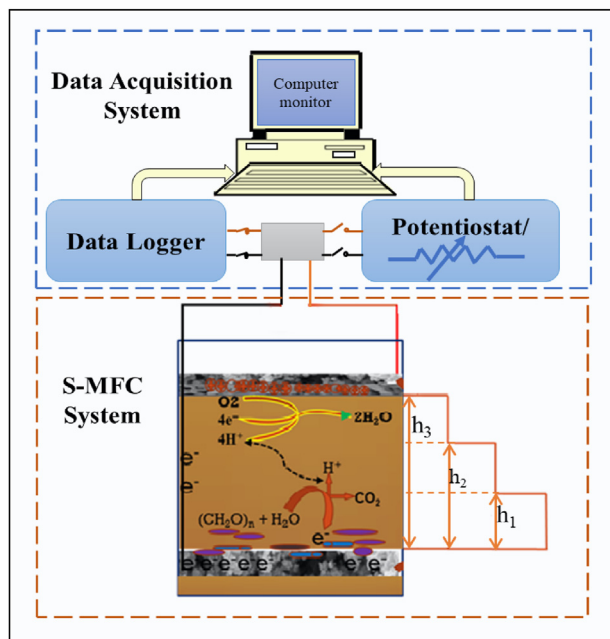 Data Acquisition
System
Computer
monitor
Data Logger
Potentiostat/
S-MFC
System
O2
4e⁻
4H⁺
2H₂O
H⁺
CO₂
(CH₂O)ₙ + H₂O
e⁻
e⁻
e⁻
e⁻ e⁻ e⁻ e⁻ e⁻
h₃
h₂
h₁